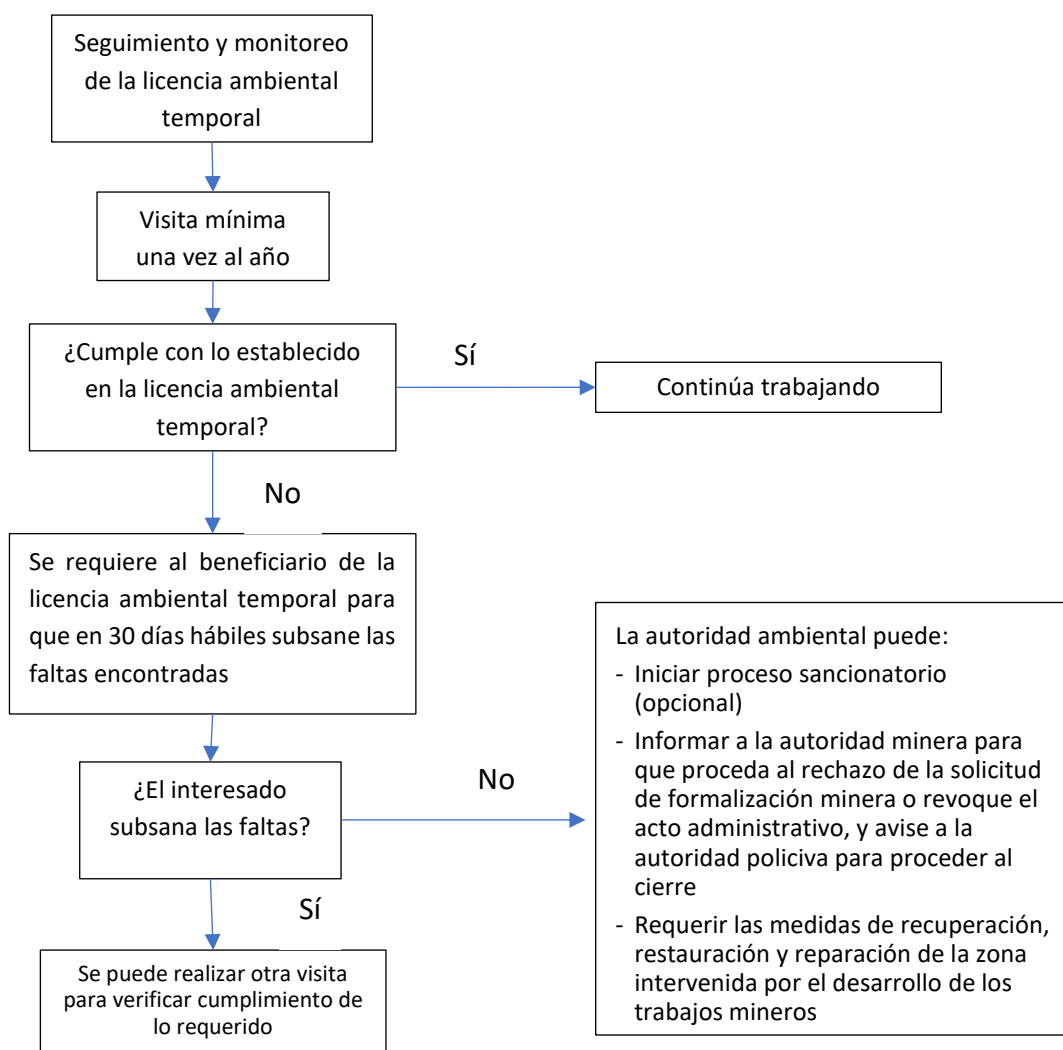 Seguimiento y monitoreo
de la licencia ambiental
temporal
Visita mínima
una vez al año
¿Cumple con lo establecido
en la licencia ambiental
temporal?
Sí
Continúa trabajando
No
Se requiere al beneficiario de la
licencia ambiental temporal para
que en 30 días hábiles subsane las
faltas encontradas
¿El interesado
subsana las faltas?
No
La autoridad ambiental puede:
- Iniciar proceso sancionatorio
(opcional)
- Informar a la autoridad minera para
que proceda al rechazo de la solicitud
de formalización minera o revoque el
acto administrativo, y avise a la
autoridad policiva para proceder al
cierre
- Requerir las medidas de recuperación,
restauración y reparación de la zona
intervenida por el desarrollo de los
trabajos mineros
Sí
Se puede realizar otra visita
para verificar cumplimiento de
lo requerido